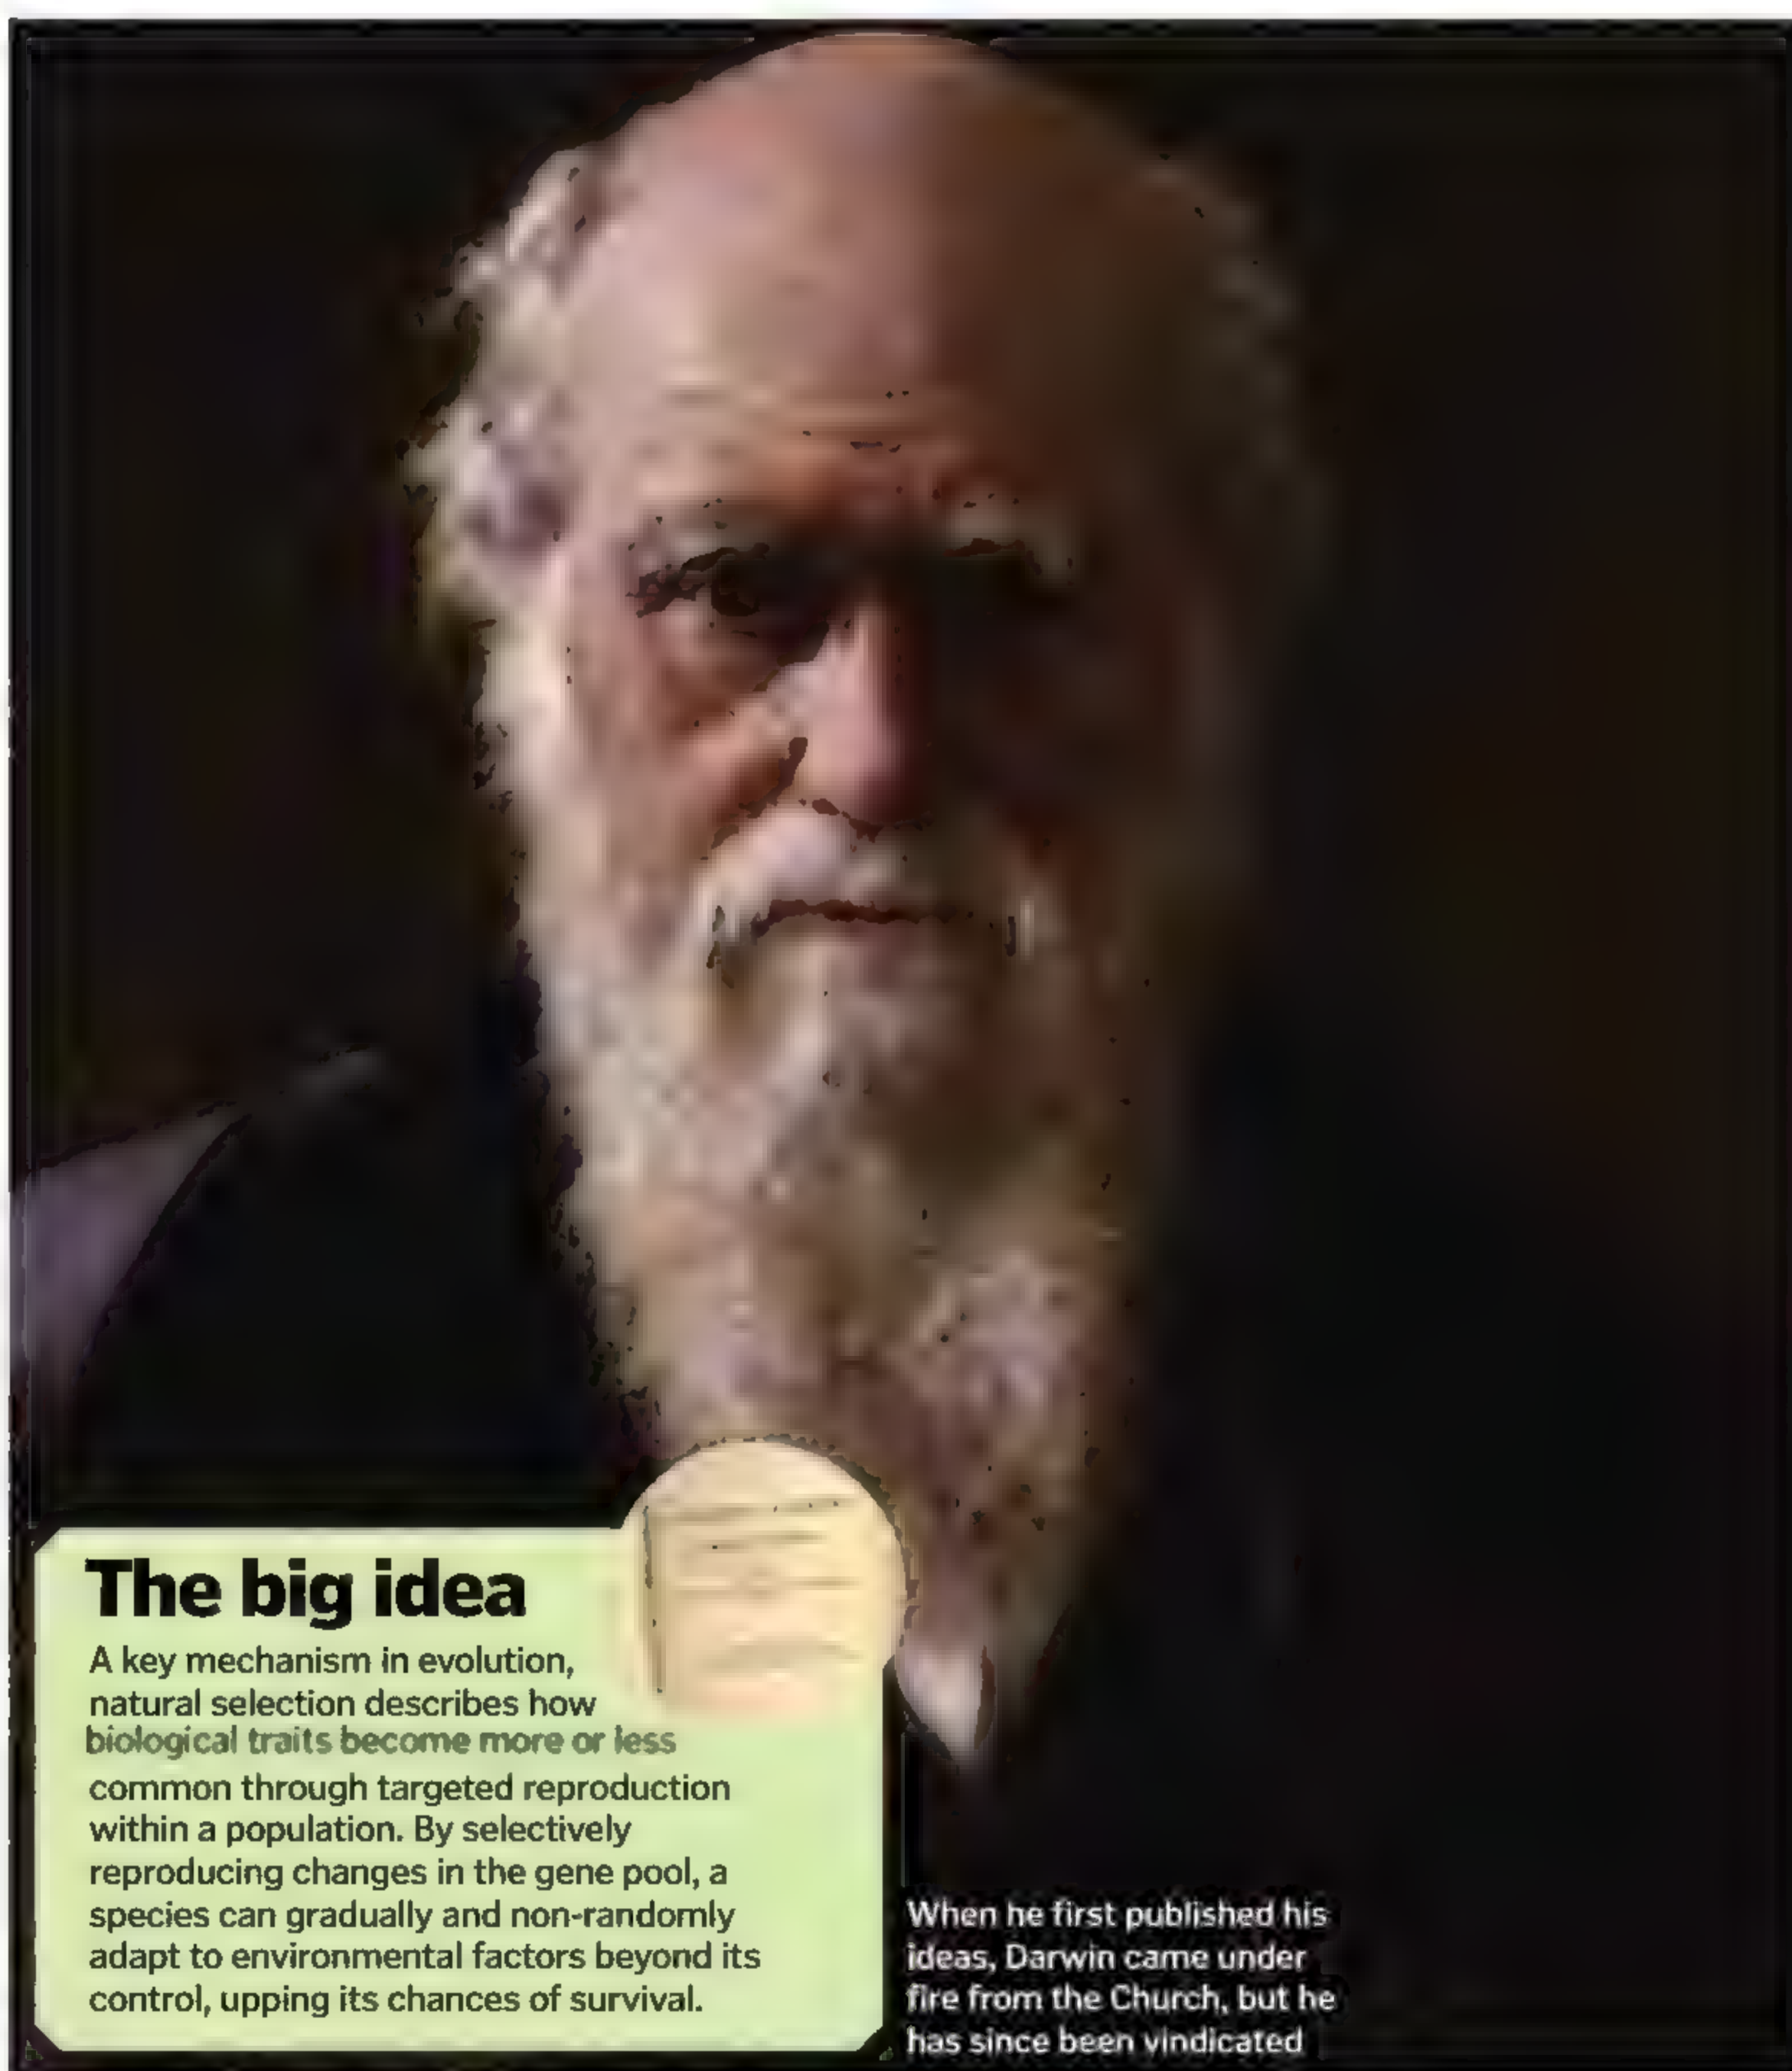 The big idea
A key mechanism in evolution,
natural selection describes how
biological traits become more or less
common through targeted reproduction
within a population. By selectively
reproducing changes in the gene pool, a
species can gradually and non-randomly
adapt to environmental factors beyond its
control, upping its chances of survival.
When he first published his
ideas, Darwin came under
fire from the Church, but he
has since been vindicated